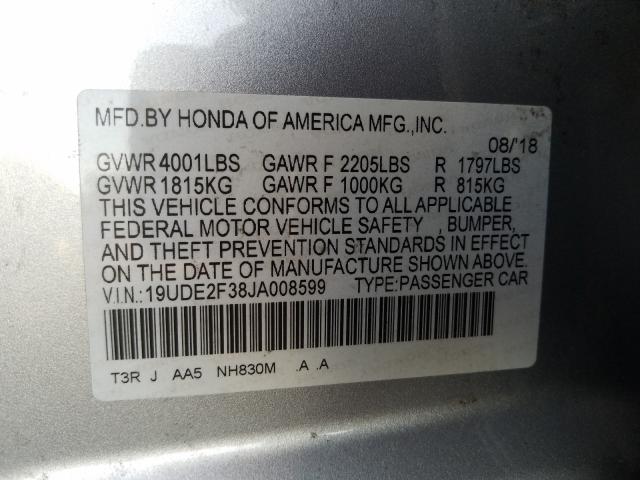 MFD.BY HONDA OF AMERICA MFG.,INC.
08/'18
GVWR 4001LBS GAWR F 2205LBS R 1797LBS
GVWR 1815KG GAWR F 1000KG R 815KG
THIS VEHICLE CONFORMS TO ALL APPLICABLE
FEDERAL MOTOR VEHICLE SAFETY , BUMPER,
AND THEFT PREVENTION STANDARDS IN EFFECT
ON THE DATE OF MANUFACTURE SHOWN ABOVE.
V.I.N.:19UDE2F38JA008599 TYPE:PASSENGER CAR
T3R J AA5 NH830M .A .A